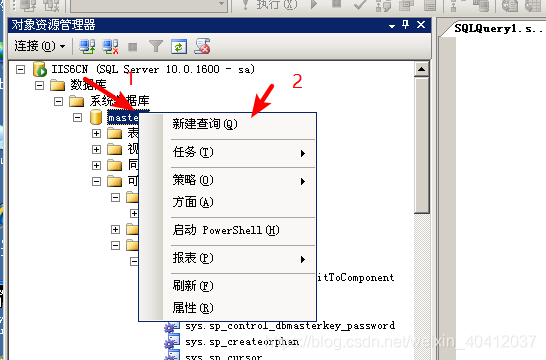 执行(X)
对象资源管理器
连接(O)
SQLQuery1.s..
IIS6CN (SQL Server 10.0.1600 - sa)
1
2
数据库
系统数据库
master
新建查询(Q)
表
任务(T)
视
同
策略(O)
可
方面(A)
启动 PowerShell(H)
报表(P)
itToComponent
刷新(F)
属性(R)
sys.sp_control_dbmasterkey_password
sys.sp_createorphan
sys.sp_cursor
https://blog.csdn.net/weixin_40412037